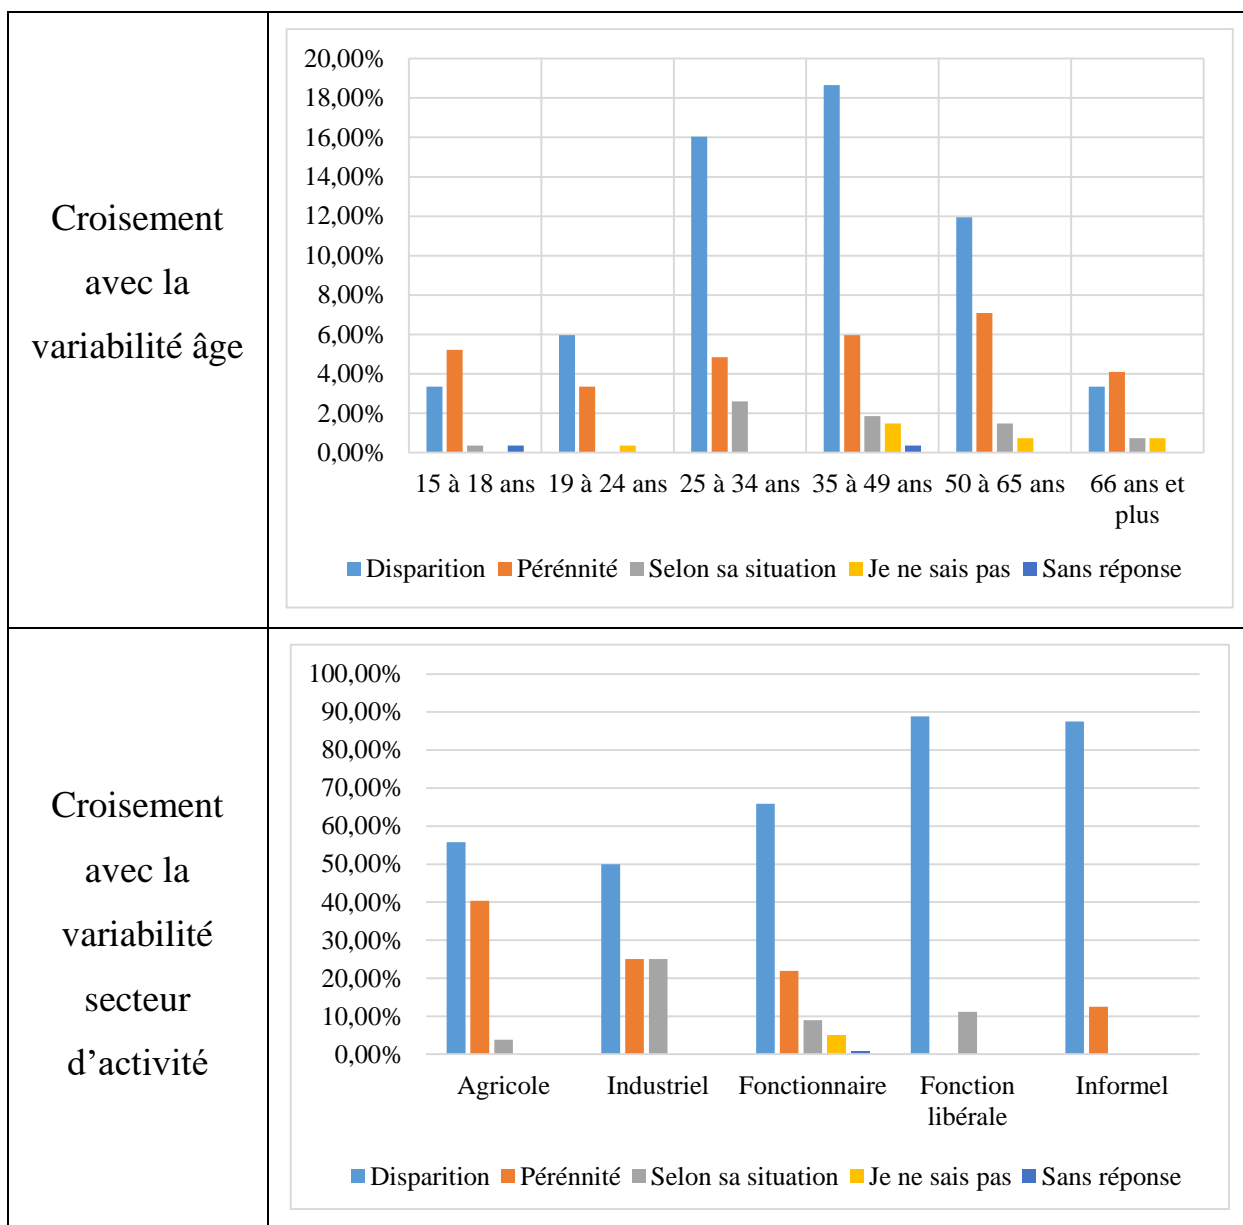 Croisement
avec la
variabilité âge
20,00%
18,00%
16,00%
14,00%
12,00%
10,00%
8,00%
6,00%
4,00%
2,00%
0,00%
15 à 18 ans 19 à 24 ans 25 à 34 ans 35 à 49 ans 50 à 65 ans 66 ans et
plus
Disparition Pérénnité Selon sa situation Je ne sais pas Sans réponse
Croisement
avec la
variabilité
secteur
d’activité
100,00%
90,00%
80,00%
70,00%
60,00%
50,00%
40,00%
30,00%
20,00%
10,00%
0,00%
Agricole Industriel Fonctionnaire Fonction
libérale Informel
Disparition Pérénnité Selon sa situation Je ne sais pas Sans réponse